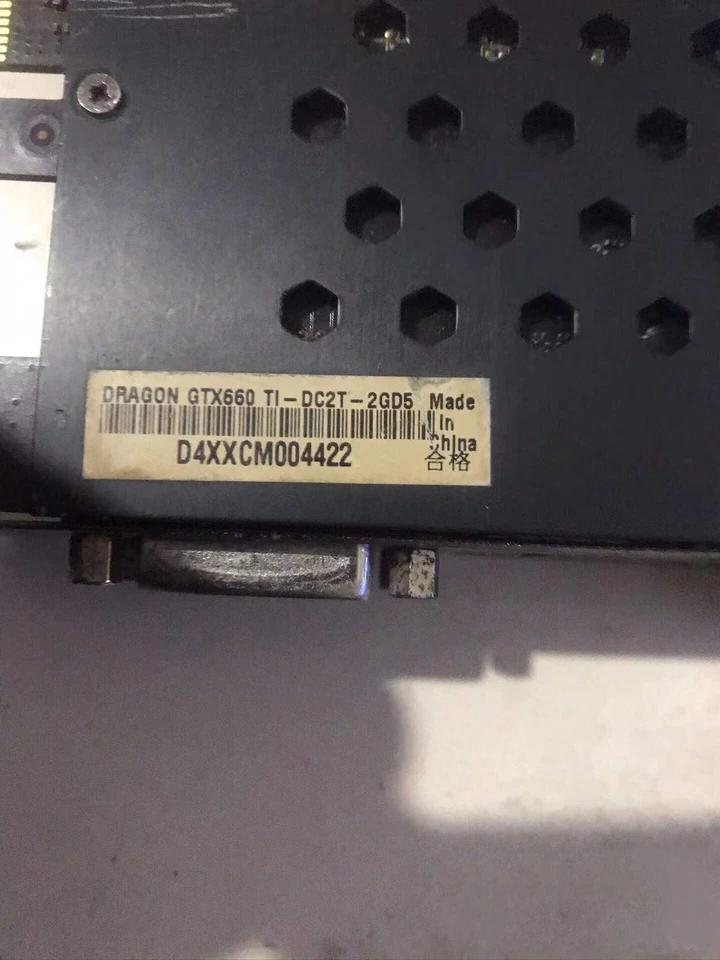 DRAGON GTX660 TI-DC2T-2GD5 Made
In
China
D4XXCM004422
合格